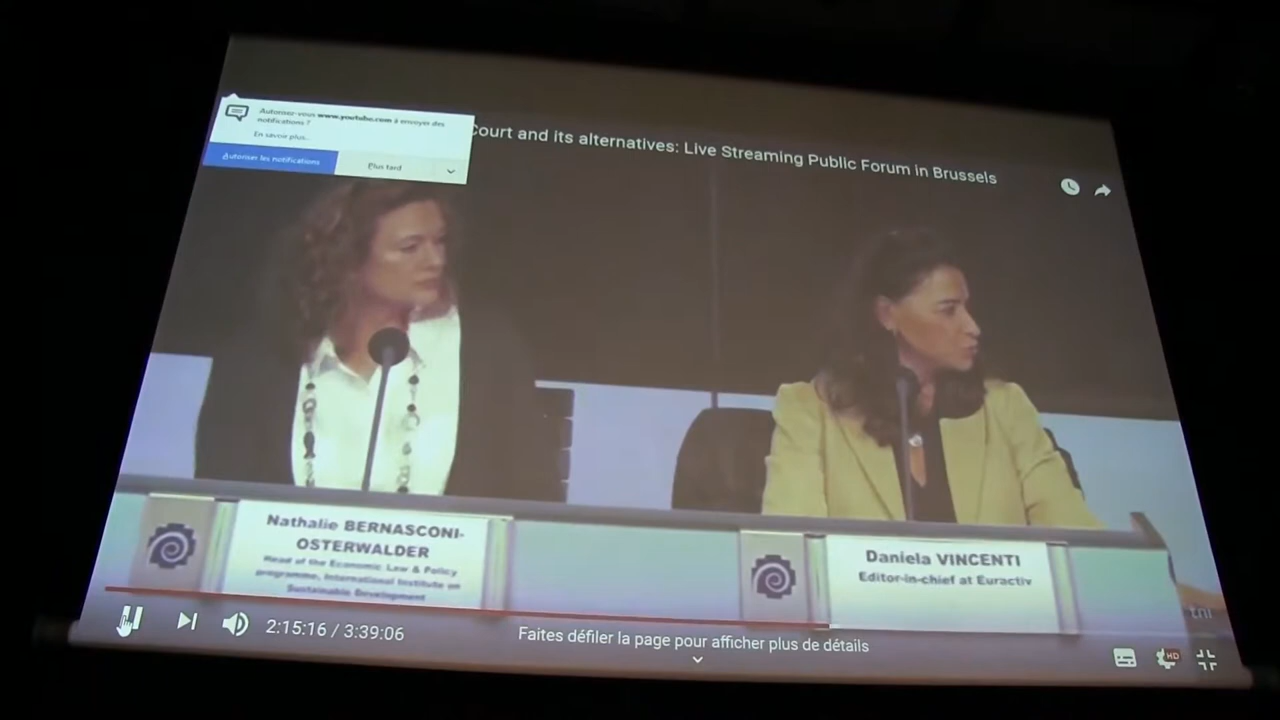 Autorisez-vous www.youtube.com à envoyer des
notifications ?
En savoir plus...
Autoriser les notifications
Plus tard
Court and its alternatives: Live Streaming Public Forum in Brussels
Nathalie BERNASCONI-
OSTERWALDER
Head of the Economic Law & Policy
programme, International Institute on
Sustainable Development
Daniela VINCENTI
Editor-in-chief at Euractiv
tni
2:15:16 / 3:39:06
Faites défiler la page pour afficher plus de détails
HD